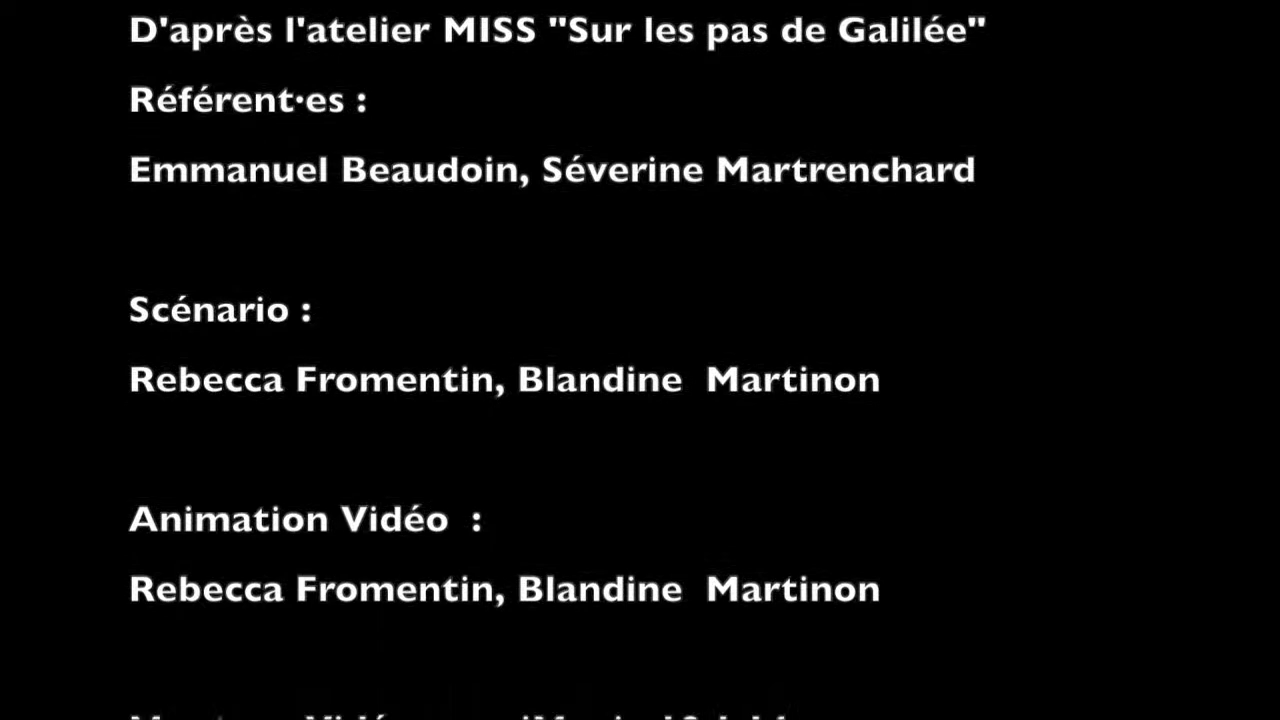 D'après l'atelier MISS "Sur les pas de Galilée"
Référent·es :
Emmanuel Beaudoin, Séverine Martrenchard
Scénario :
Rebecca Fromentin, Blandine  Martinon
Animation Vidéo  :
Rebecca Fromentin, Blandine  Martinon